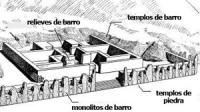 templos de barro
relieves de barro
templos de
piedra
monolitos de barro